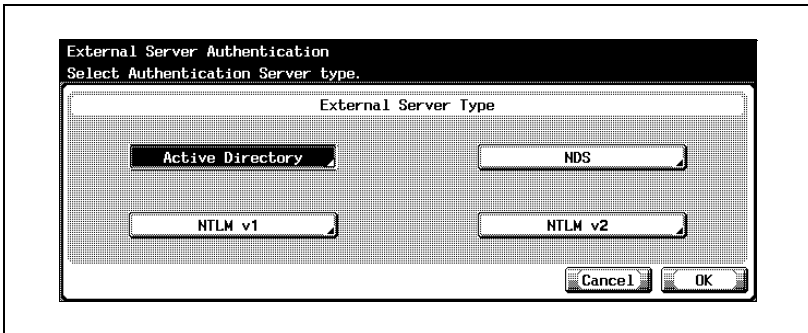 External Server Authentication
Select Authentication Server type.
External Server Type
Active Directory
NDS
NTLM v1
NTLM v2
Cancel
OK